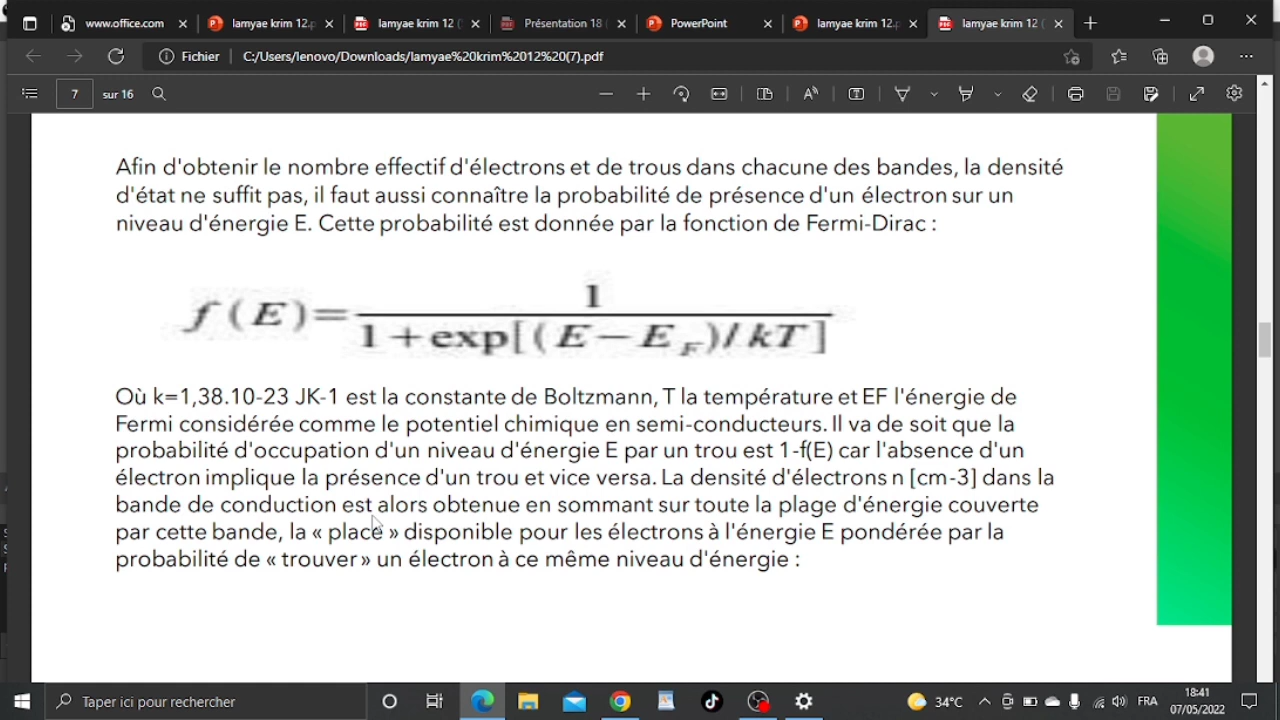 www.office.com
lamyae krim 12.p
lamyae krim 12 (
Présentation 18 (
PowerPoint
lamyae krim 12.p
lamyae krim 12 (
Fichier C:/Users/lenovo/Downloads/lamyae%20krim%2012%20(7).pdf
7 sur 16
Afin d'obtenir le nombre effectif d'électrons et de trous dans chacune des bandes, la densité
d'état ne suffit pas, il faut aussi connaître la probabilité de présence d'un électron sur un
niveau d'énergie E. Cette probabilité est donnée par la fonction de Fermi-Dirac :
f(E)= 1
1+exp[(E−E_F)/kT]
Où k=1,38.10-23 JK-1 est la constante de Boltzmann, T la température et EF l'énergie de
Fermi considérée comme le potentiel chimique en semi-conducteurs. Il va de soit que la
probabilité d'occupation d'un niveau d'énergie E par un trou est 1-f(E) car l'absence d'un
électron implique la présence d'un trou et vice versa. La densité d'électrons n [cm-3] dans la
bande de conduction est alors obtenue en sommant sur toute la plage d'énergie couverte
par cette bande, la « place » disponible pour les électrons à l'énergie E pondérée par la
probabilité de « trouver » un électron à ce même niveau d'énergie :
Taper ici pour rechercher
34°C
FRA
18:41
07/05/2022